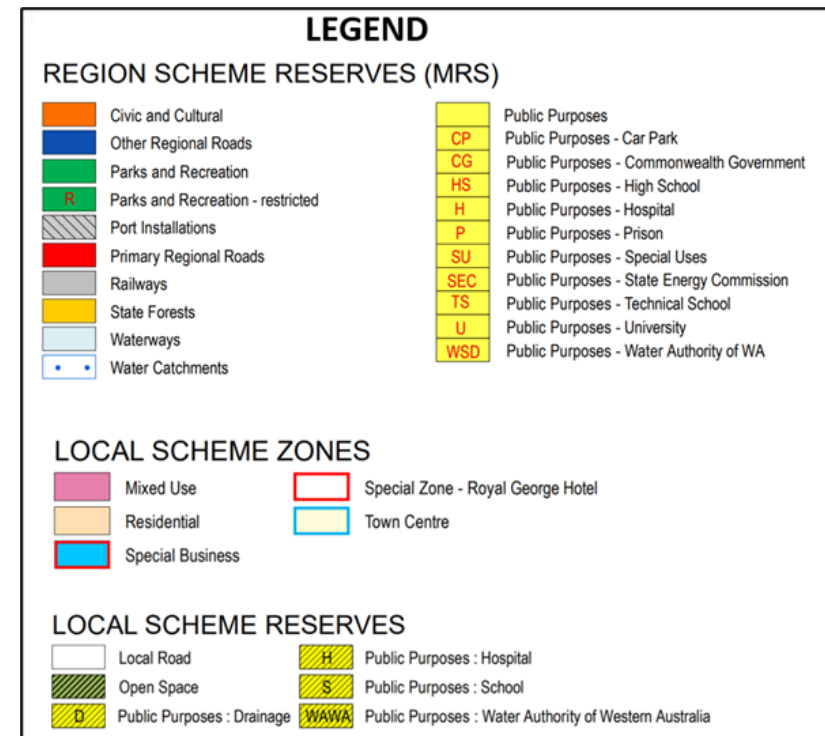 LEGEND
REGION SCHEME RESERVES (MRS)
Civic and Cultural
Other Regional Roads
Parks and Recreation
R Parks and Recreation - restricted
Port Installations
Primary Regional Roads
Railways
State Forests
Waterways
Water Catchments
Public Purposes
CP Public Purposes - Car Park
CG Public Purposes - Commonwealth Government
HS Public Purposes - High School
H Public Purposes - Hospital
P Public Purposes - Prison
SU Public Purposes - Special Uses
SEC Public Purposes - State Energy Commission
TS Public Purposes - Technical School
U Public Purposes - University
WSD Public Purposes - Water Authority of WA
LOCAL SCHEME ZONES
Mixed Use
Residential
Special Business
Special Zone - Royal George Hotel
Town Centre
LOCAL SCHEME RESERVES
Local Road
Open Space
D Public Purposes : Drainage
H Public Purposes : Hospital
S Public Purposes : School
WAWA Public Purposes : Water Authority of Western Australia